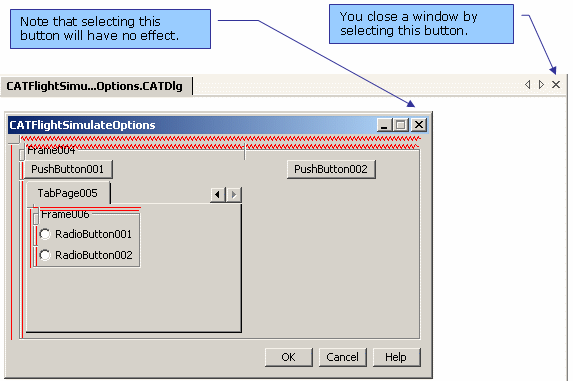 Note that selecting this
button will have no effect.
You close a window by
selecting this button.
CATFlightSimu...Options.CATDlg
CATFlightSimulateOptions
Frame004
PushButton001
PushButton002
TabPage005
Frame006
RadioButton001
RadioButton002
OK
Cancel
Help